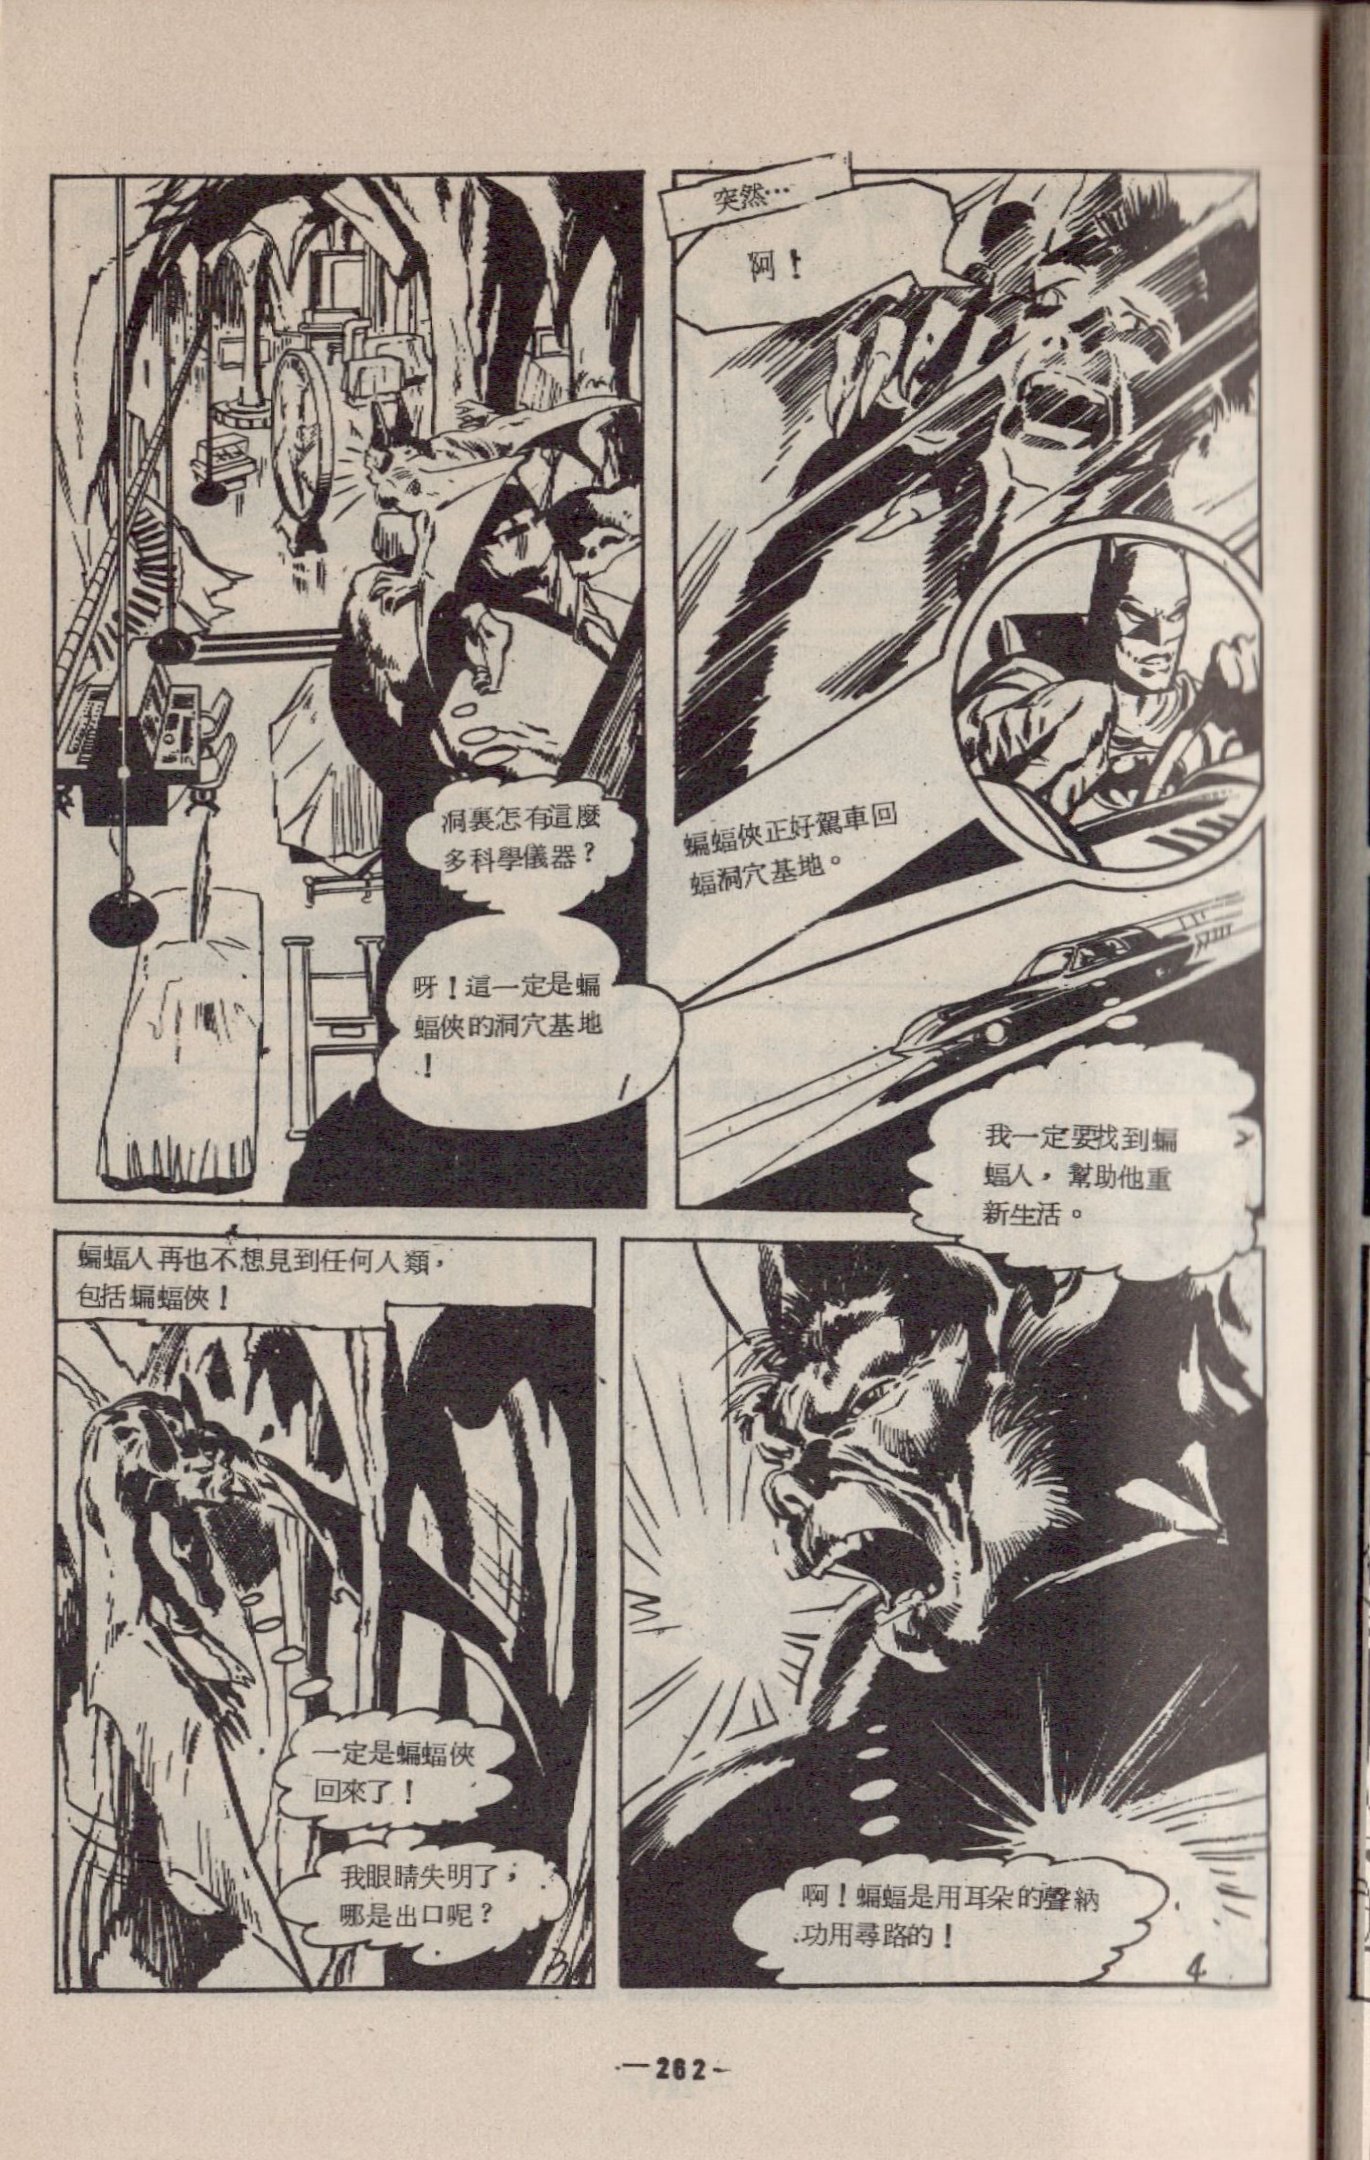 洞裏怎有這麼
多科學儀器？
呀！這一定是蝙
蝠俠的洞穴基地
！
1
突然…
阿！
蝙蝠俠正好駕車回
蝠洞穴基地。
我一定要找到蝙
蝠人，幫助他重
新生活。
蝙蝠人再也不想見到任何人類，
包括蝙蝠俠！
一定是蝙蝠俠
回來了！
我眼睛失明了，
哪是出口呢？
3
啊！蝙蝠是用耳朵的聲納
功用尋路的！
4
—262—